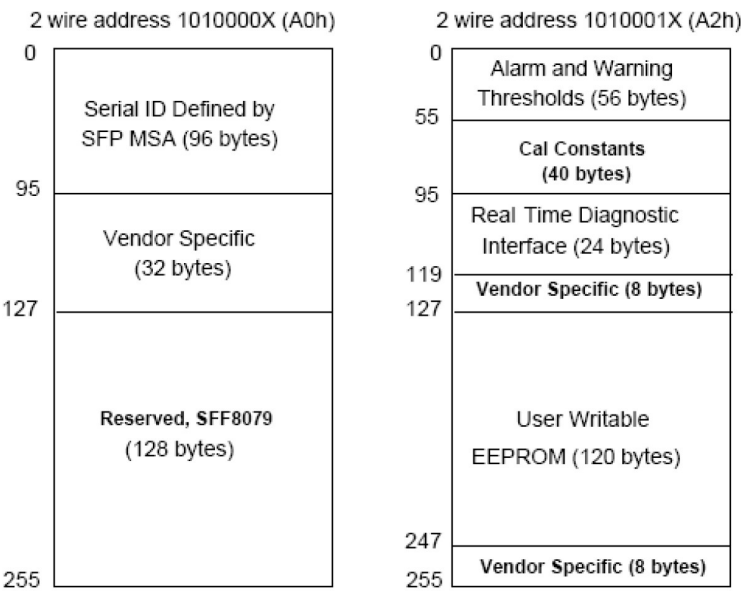 2 wire address 1010000X (A0h)
0
Serial ID Defined by
SFP MSA (96 bytes)
95
Vendor Specific
(32 bytes)
127
Reserved, SFF8079
(128 bytes)
255
2 wire address 1010001X (A2h)
0
Alarm and Warning
Thresholds (56 bytes)
55
Cal Constants
(40 bytes)
95
Real Time Diagnostic
Interface (24 bytes)
119
Vendor Specific (8 bytes)
127
User Writable
EEPROM (120 bytes)
247
Vendor Specific (8 bytes)
255